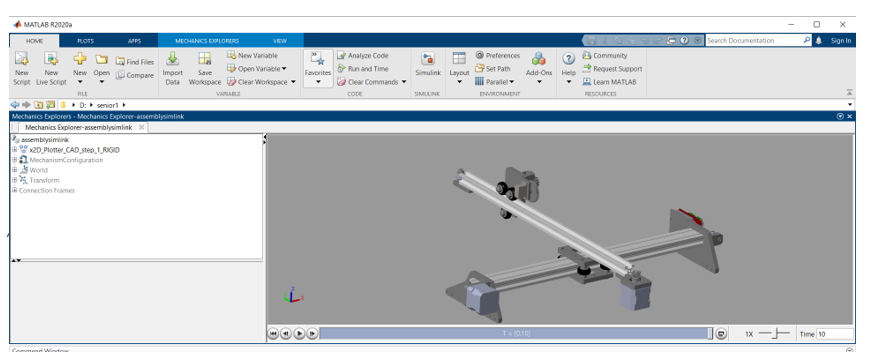 MATLAB R2020a
HOME PLOTS APPS MECHANICS EXPLORERS VIEW Search Documentation Sign In
New Script New Live Script New Open Find Files Compare Import Data Save Workspace New Variable Open Variable Clear Workspace Favorites Analyze Code Run and Time Clear Commands Simulink Layout Preferences Set Path Parallel Add-Ons Help Community Request Support Learn MATLAB
FILE VARIABLE CODE SIMULINK ENVIRONMENT RESOURCES
D: senior1
Mechanics Explorers - Mechanics Explorer-assemblysimlink
Mechanics Explorer-assemblysimlink
assemblysimlink
x2D_Plotter_CAD_step_1_RIGID
MechanismConfiguration
World
Transform
Connection Frames
z
x
T = [0,10] 1X Time 10
Command Window